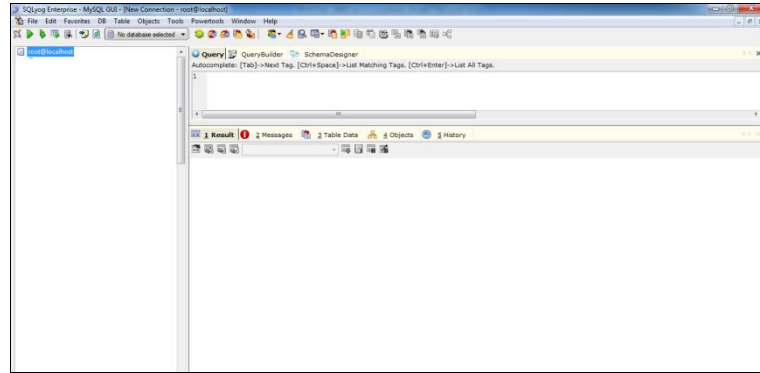 SQLyog Enterprise - MySQL GUI - [New Connection - root@localhost]
File Edit Favorites DB Table Objects Tools Powertools Window Help
No database selected
root@localhost
Query QueryBuilder SchemaDesigner
Autocomplete: [Tab]->Next Tag. [Ctrl+Space]->List Matching Tags. [Ctrl+Enter]->List All Tags.
1
1 Result 2 Messages 3 Table Data 4 Objects 5 History